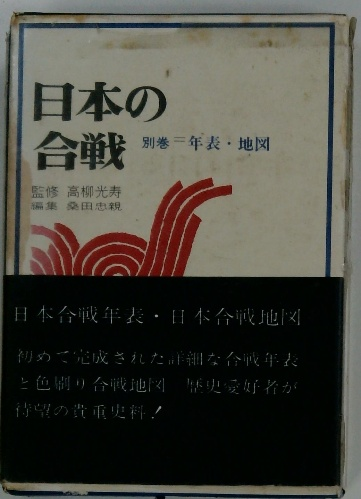 日本の
合戦
別巻=年表・地図
監修 高柳光寿
編集 桑田忠親
日本合戦年表・日本合戦地図
初めて完成された詳細な合戦年表
と色刷り合戦地図 歴史愛好者が
待望の貴重史料!